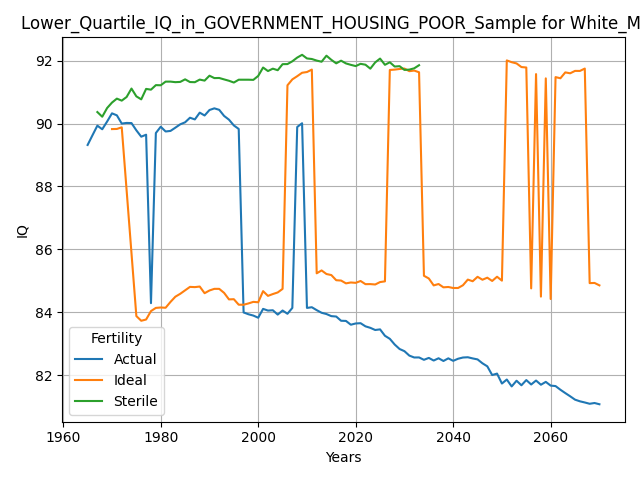 Lower_Quartile_IQ_in_GOVERNMENT_HOUSING_POOR_Sample for White_M
92
90
88
86
84
82
IQ
Fertility
Actual
Ideal
Sterile
1960 1980 2000 2020 2040 2060
Years